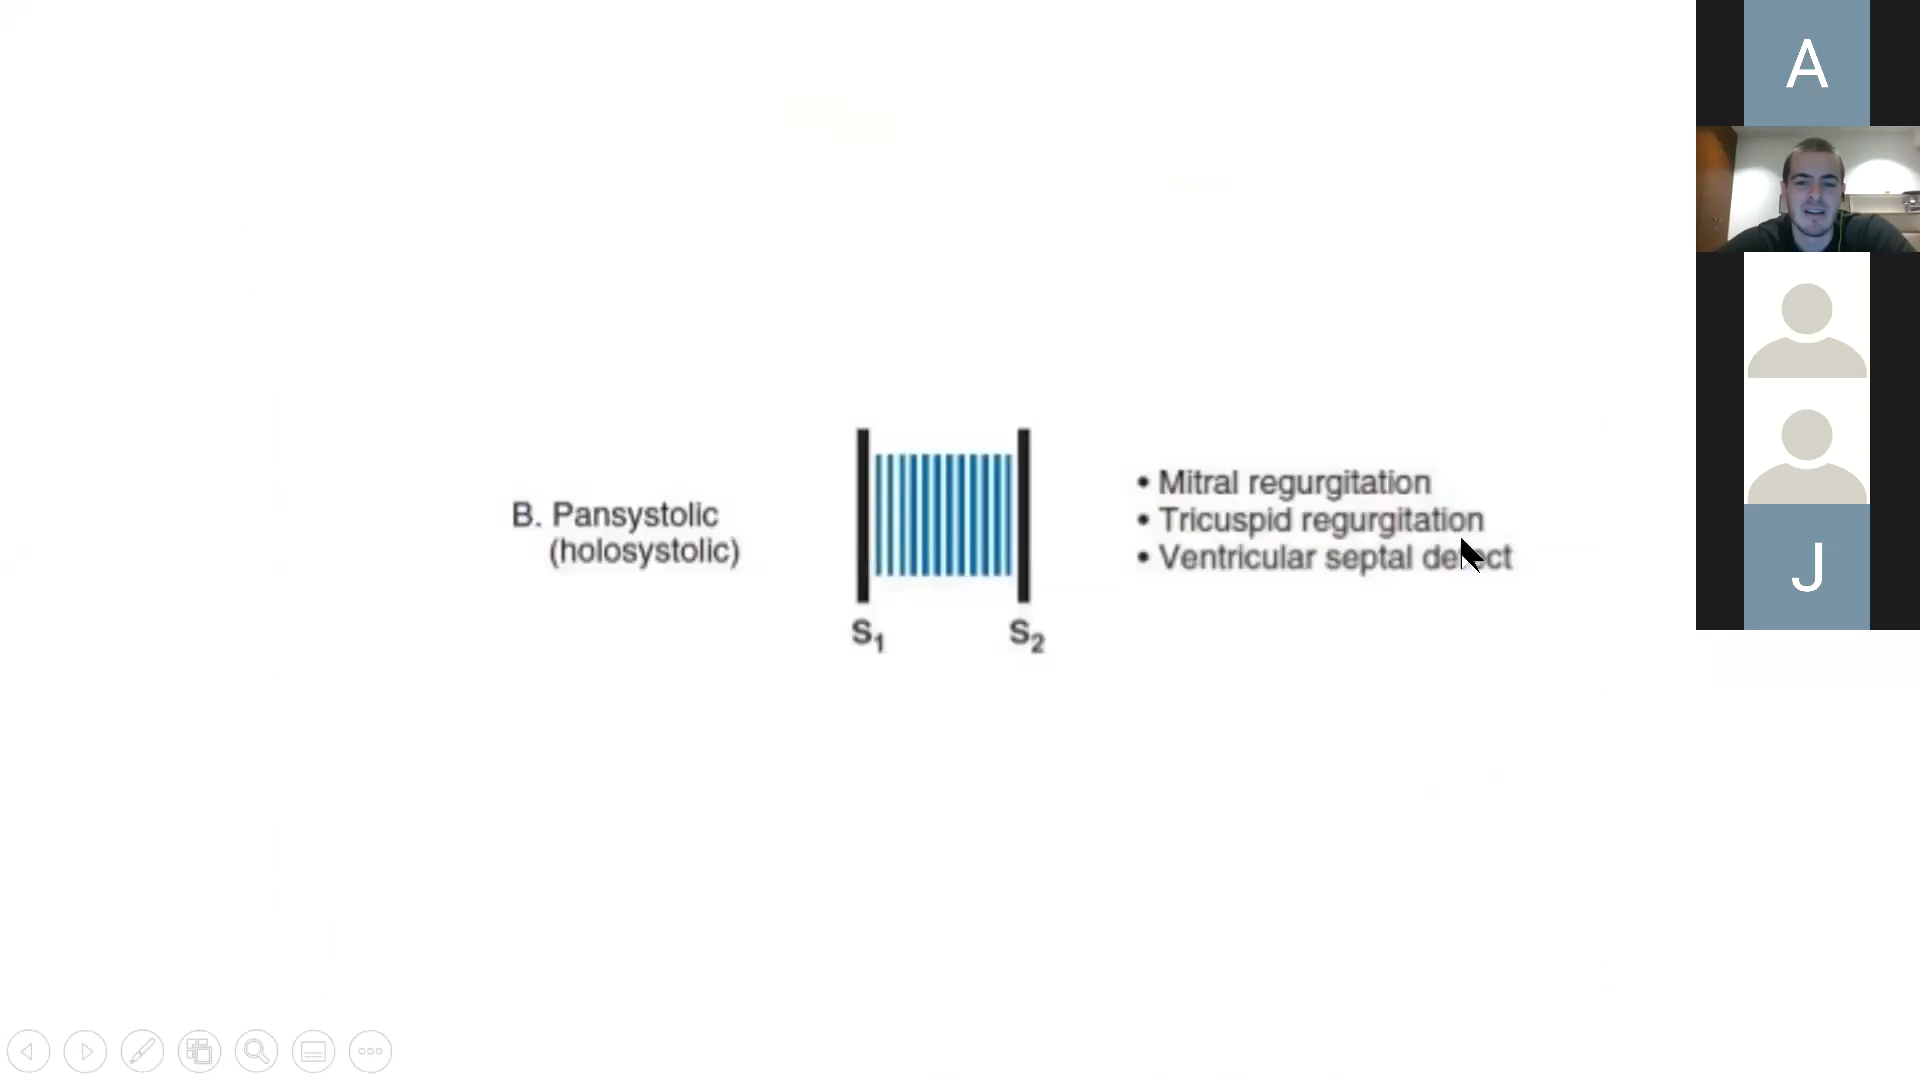 B. Pansystolic
(holosystolic)
S1
S2
• Mitral regurgitation
• Tricuspid regurgitation
• Ventricular septal defect
A
J